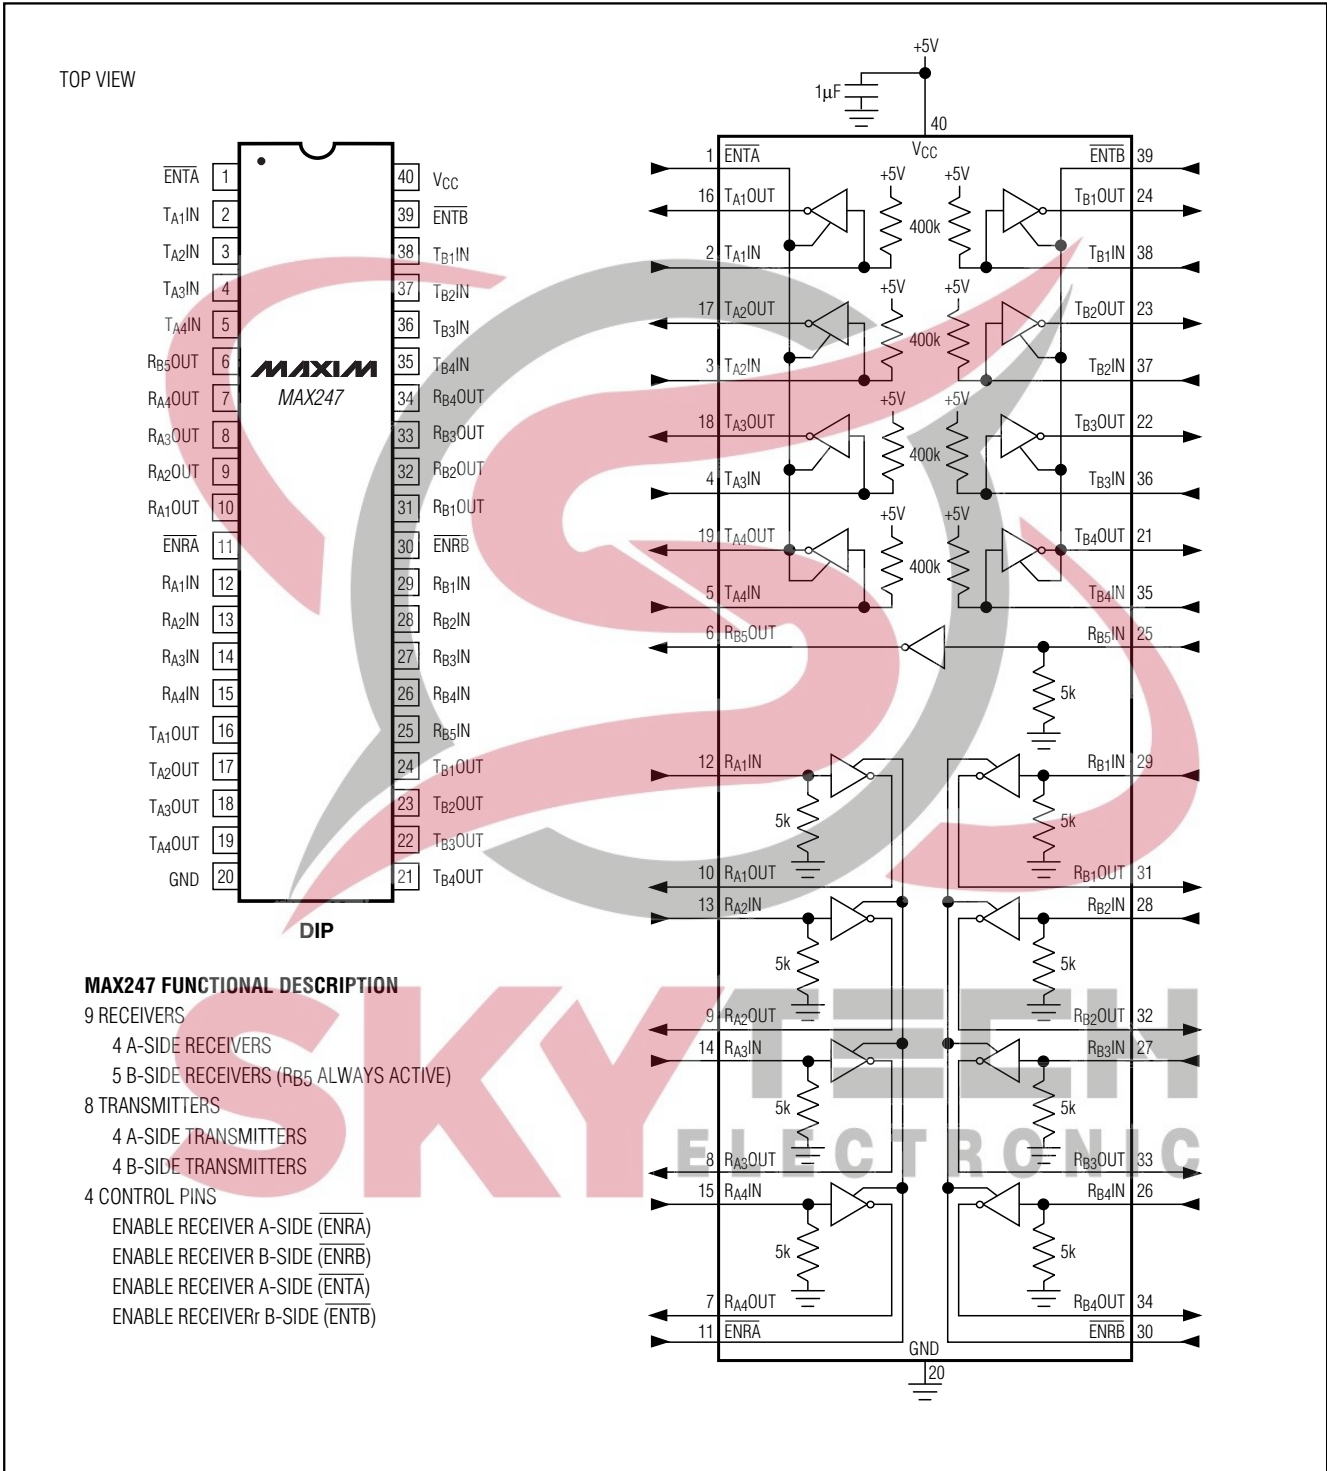 TOP VIEW
ENTA 1
TA1IN 2
TA2IN 3
TA3IN 4
TA4IN 5
RB5OUT 6
RA4OUT 7
RA3OUT 8
RA2OUT 9
RA1OUT 10
ENRA 11
RA1IN 12
RA2IN 13
RA3IN 14
RA4IN 15
TA1OUT 16
TA2OUT 17
TA3OUT 18
TA4OUT 19
GND 20
MAXIM
MAX247
40 VCC
39 ENTB
38 TB1IN
37 TB2IN
36 TB3IN
35 TB4IN
34 RB4OUT
33 RB3OUT
32 RB2OUT
31 RB1OUT
30 ENRB
29 RB1IN
28 RB2IN
27 RB3IN
26 RB4IN
25 RB5IN
24 TB1OUT
23 TB2OUT
22 TB3OUT
21 TB4OUT
DIP
MAX247 FUNCTIONAL DESCRIPTION
9 RECEIVERS
4 A-SIDE RECEIVERS
5 B-SIDE RECEIVERS (RB5 ALWAYS ACTIVE)
8 TRANSMITTERS
4 A-SIDE TRANSMITTERS
4 B-SIDE TRANSMITTERS
4 CONTROL PINS
ENABLE RECEIVER A-SIDE (ENRA)
ENABLE RECEIVER B-SIDE (ENRB)
ENABLE RECEIVER A-SIDE (ENTA)
ENABLE RECEIVERr B-SIDE (ENTB)
+5V
1µF
40
VCC
1 ENTA ENTB 39
+5V +5V
16 TA1OUT TB1OUT 24
400k
2 TA1IN TB1IN 38
+5V +5V
17 TA2OUT TB2OUT 23
400k
3 TA2IN TB2IN 37
+5V +5V
18 TA3OUT TB3OUT 22
400k
4 TA3IN TB3IN 36
+5V +5V
19 TA4OUT TB4OUT 21
400k
5 TA4IN TB4IN 35
6 RB5OUT RB5IN 25
5k
12 RA1IN RB1IN 29
5k 5k
10 RA1OUT RB1OUT 31
13 RA2IN RB2IN 28
5k 5k
9 RA2OUT RB2OUT 32
14 RA3IN RB3IN 27
5k 5k
8 RA3OUT RB3OUT 33
15 RA4IN RB4IN 26
5k 5k
7 RA4OUT RB4OUT 34
11 ENRA ENRB 30
GND
20
SKYTECH
ELECTRONIC